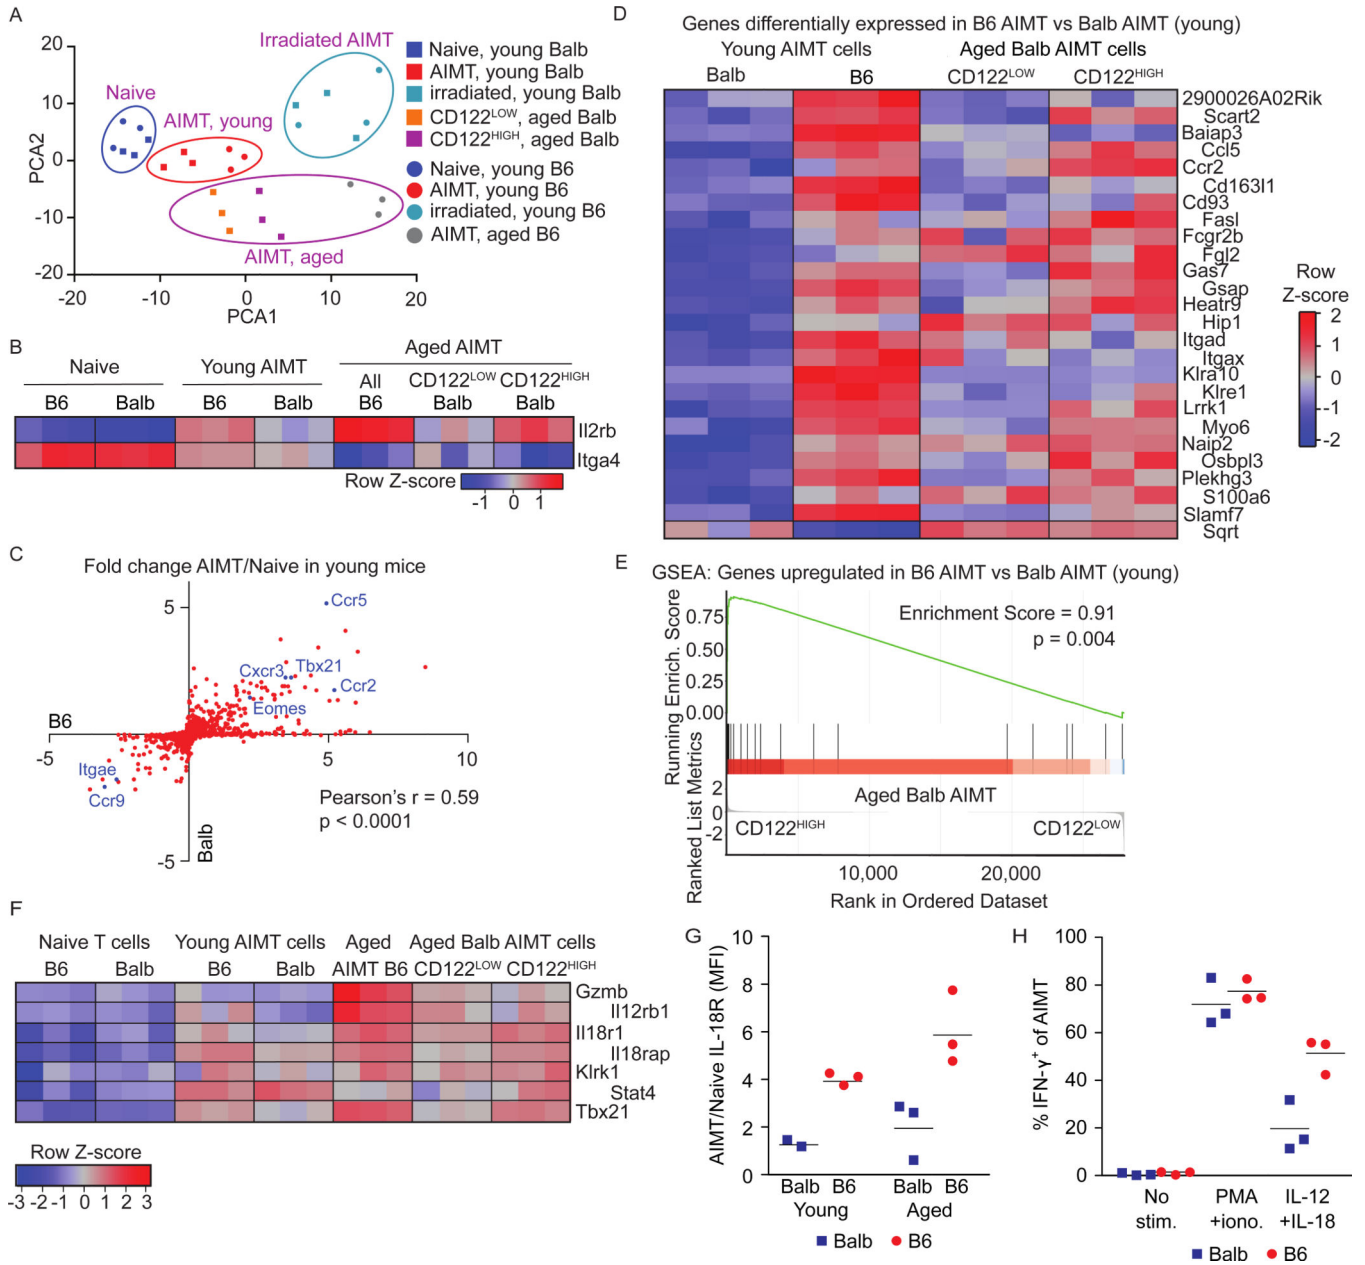 A
20
10
0
-10
-20
PCA2
-20
-10
0
10
20
PCA1
Naive
AIMT, young
Irradiated AIMT
AIMT, aged
Naive, young Balb
AIMT, young Balb
irradiated, young Balb
CD122LOW, aged Balb
CD122HIGH, aged Balb
Naive, young B6
AIMT, young B6
irradiated, young B6
AIMT, aged B6
B
Aged AIMT
Naive Young AIMT
All CD122LOW CD122HIGH
B6 Balb B6 Balb B6 Balb Balb
Il2rb
Itga4
Row Z-score
-1 0 1
C
Fold change AIMT/Naive in young mice
5
Ccr5
Cxcr3 Tbx21
Ccr2
Eomes
B6
-5 5 10
Itgae
Ccr9
Pearson's r = 0.59
p < 0.0001
-5
Balb
D
Genes differentially expressed in B6 AIMT vs Balb AIMT (young)
Young AIMT cells Aged Balb AIMT cells
Balb B6 CD122LOW CD122HIGH
2900026A02Rik
Scart2
Baiap3
Ccl5
Ccr2
Cd163l1
Cd93
Fasl
Fcgr2b
Fgl2
Gas7
Gsap
Heatr9
Hip1
Itgad
Itgax
Klra10
Klre1
Lrrk1
Myo6
Naip2
Osbpl3
Plekhg3
S100a6
Slamf7
Sqrt
Row
Z-score
2
1
0
-1
-2
E
GSEA: Genes upregulated in B6 AIMT vs Balb AIMT (young)
Running Enrich. Score
0.75
0.50
0.25
0.00
Enrichment Score = 0.91
p = 0.004
Ranked List Metrics
2
0
-2
Aged Balb AIMT
CD122HIGH CD122LOW
10,000 20,000
Rank in Ordered Dataset
F
Naive T cells Young AIMT cells Aged Aged Balb AIMT cells
B6 Balb B6 Balb AIMT B6 CD122LOW CD122HIGH
Gzmb
Il12rb1
Il18r1
Il18rap
Klrk1
Stat4
Tbx21
Row Z-score
-3 -2 -1 0 1 2 3
G
AIMT/Naive IL-18R (MFI)
10
8
6
4
2
0
Balb B6 Balb B6
Young Aged
Balb B6
H
% IFN-γ+ of AIMT
100
80
60
40
20
0
No PMA IL-12
stim. +iono. +IL-18
Balb B6